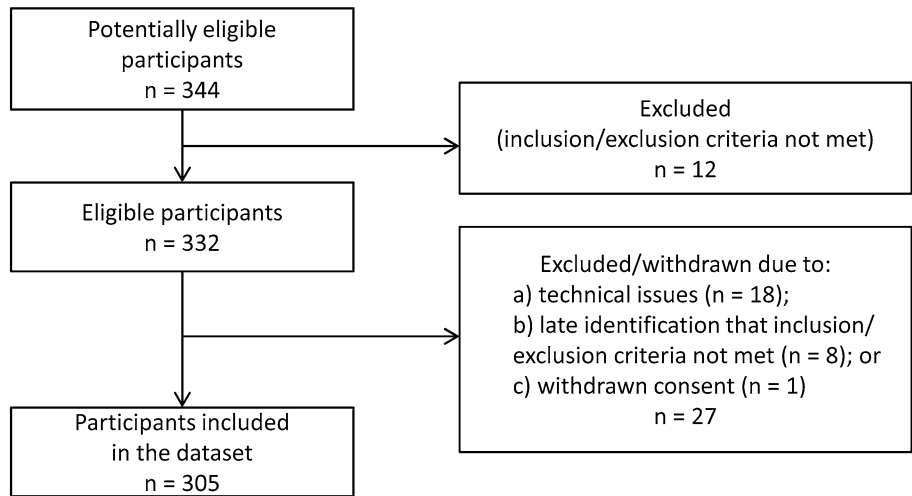 Potentially eligible
participants
n = 344
Excluded
(inclusion/exclusion criteria not met)
n = 12
Eligible participants
n = 332
Excluded/withdrawn due to:
a) technical issues (n = 18);
b) late identification that inclusion/
exclusion criteria not met (n = 8); or
c) withdrawn consent (n = 1)
n = 27
Participants included
in the dataset
n = 305